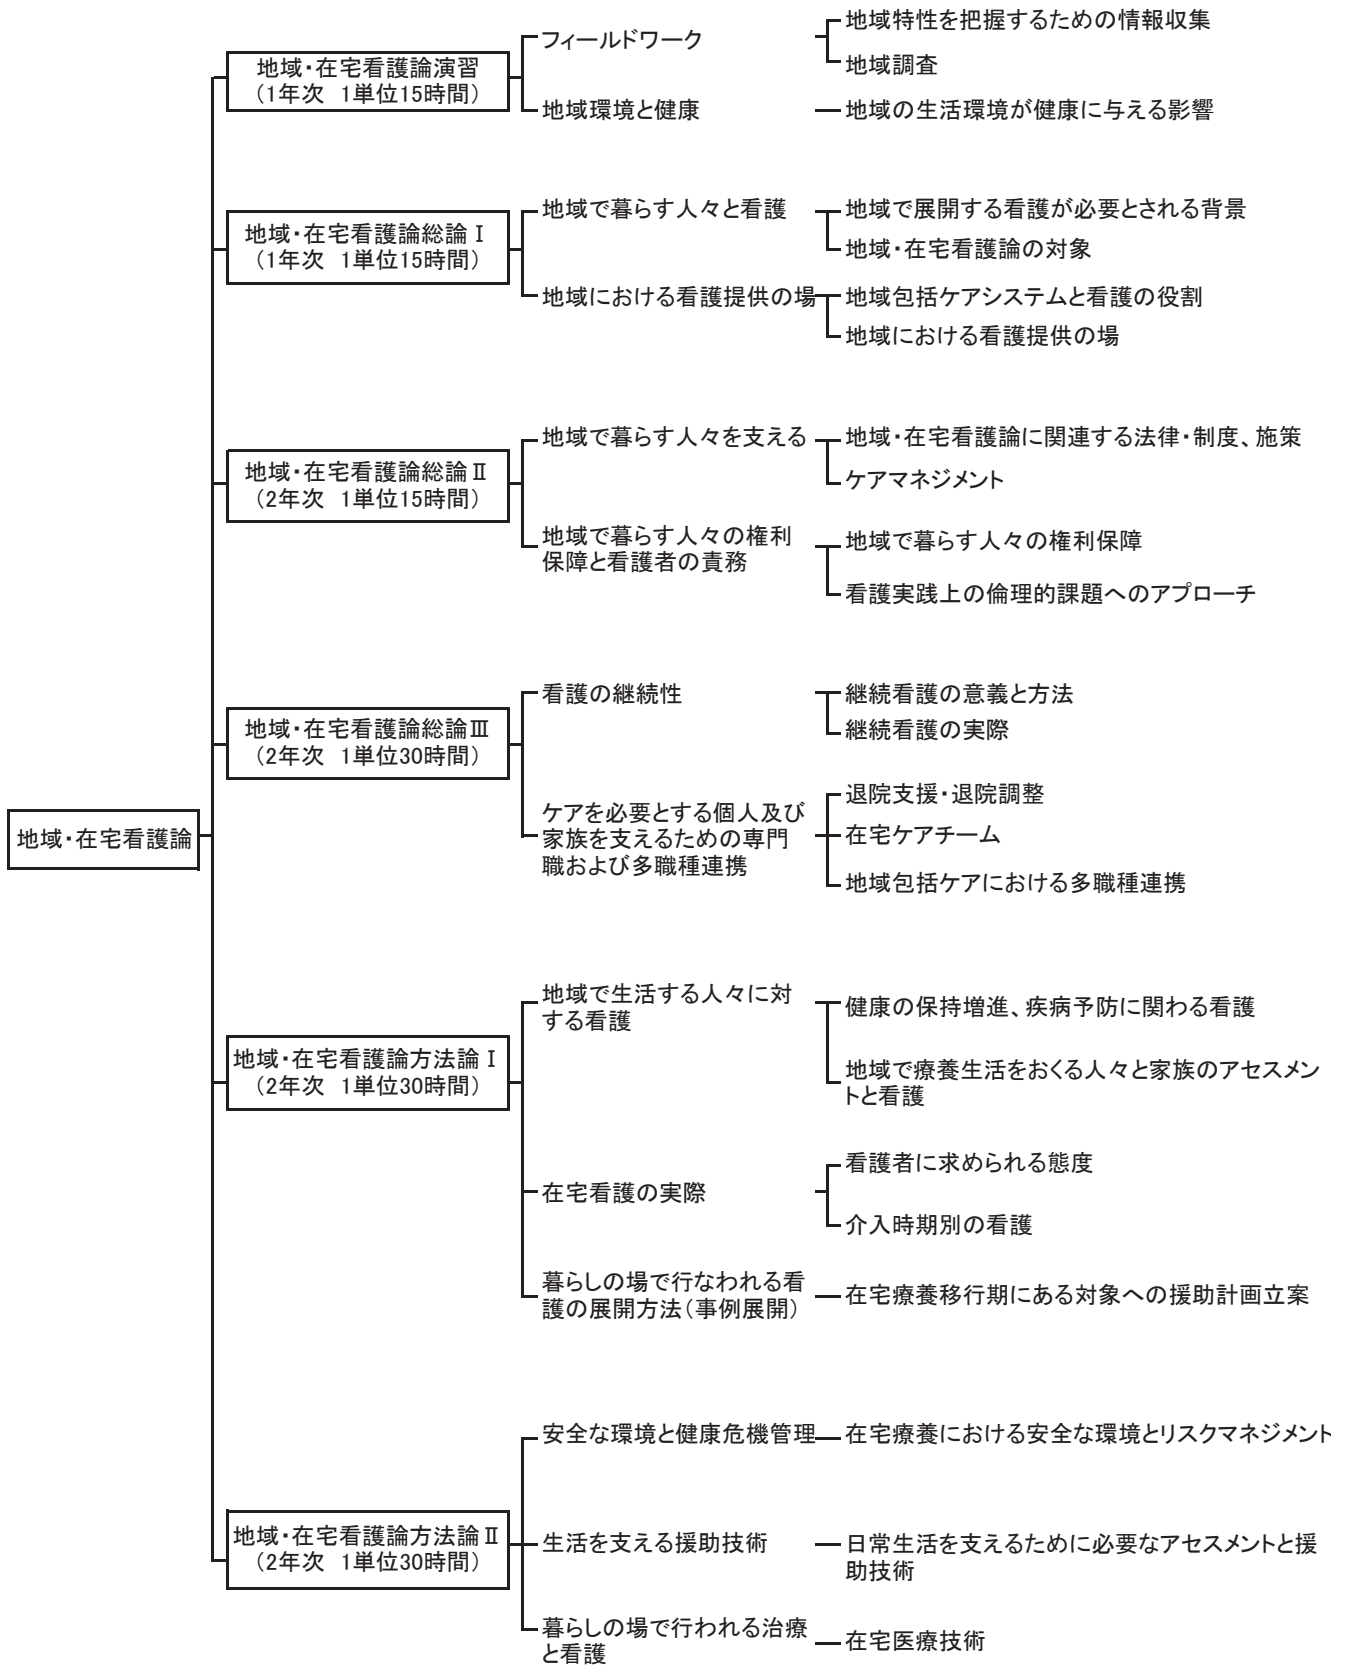 地域・在宅看護論
地域・在宅看護論演習
（1年次　1単位15時間）
フィールドワーク
地域特性を把握するための情報収集
地域調査
地域環境と健康
地域の生活環境が健康に与える影響
地域・在宅看護論総論Ⅰ
（1年次　1単位15時間）
地域で暮らす人々と看護
地域で展開する看護が必要とされる背景
地域・在宅看護論の対象
地域における看護提供の場
地域包括ケアシステムと看護の役割
地域における看護提供の場
地域・在宅看護論総論Ⅱ
（2年次　1単位15時間）
地域で暮らす人々を支える
地域・在宅看護論に関連する法律・制度、施策
ケアマネジメント
地域で暮らす人々の権利
保障と看護者の責務
地域で暮らす人々の権利保障
看護実践上の倫理的課題へのアプローチ
地域・在宅看護論総論Ⅲ
（2年次　1単位30時間）
看護の継続性
継続看護の意義と方法
継続看護の実際
ケアを必要とする個人及び
家族を支えるための専門
職および多職種連携
退院支援・退院調整
在宅ケアチーム
地域包括ケアにおける多職種連携
地域・在宅看護論方法論Ⅰ
（2年次　1単位30時間）
地域で生活する人々に対
する看護
健康の保持増進、疾病予防に関わる看護
地域で療養生活をおくる人々と家族のアセスメン
トと看護
在宅看護の実際
看護者に求められる態度
介入時期別の看護
暮らしの場で行なわれる看
護の展開方法（事例展開）
在宅療養移行期にある対象への援助計画立案
地域・在宅看護論方法論Ⅱ
（2年次　1単位30時間）
安全な環境と健康危機管理
在宅療養における安全な環境とリスクマネジメント
生活を支える援助技術
日常生活を支えるために必要なアセスメントと援
助技術
暮らしの場で行われる治療
と看護
在宅医療技術